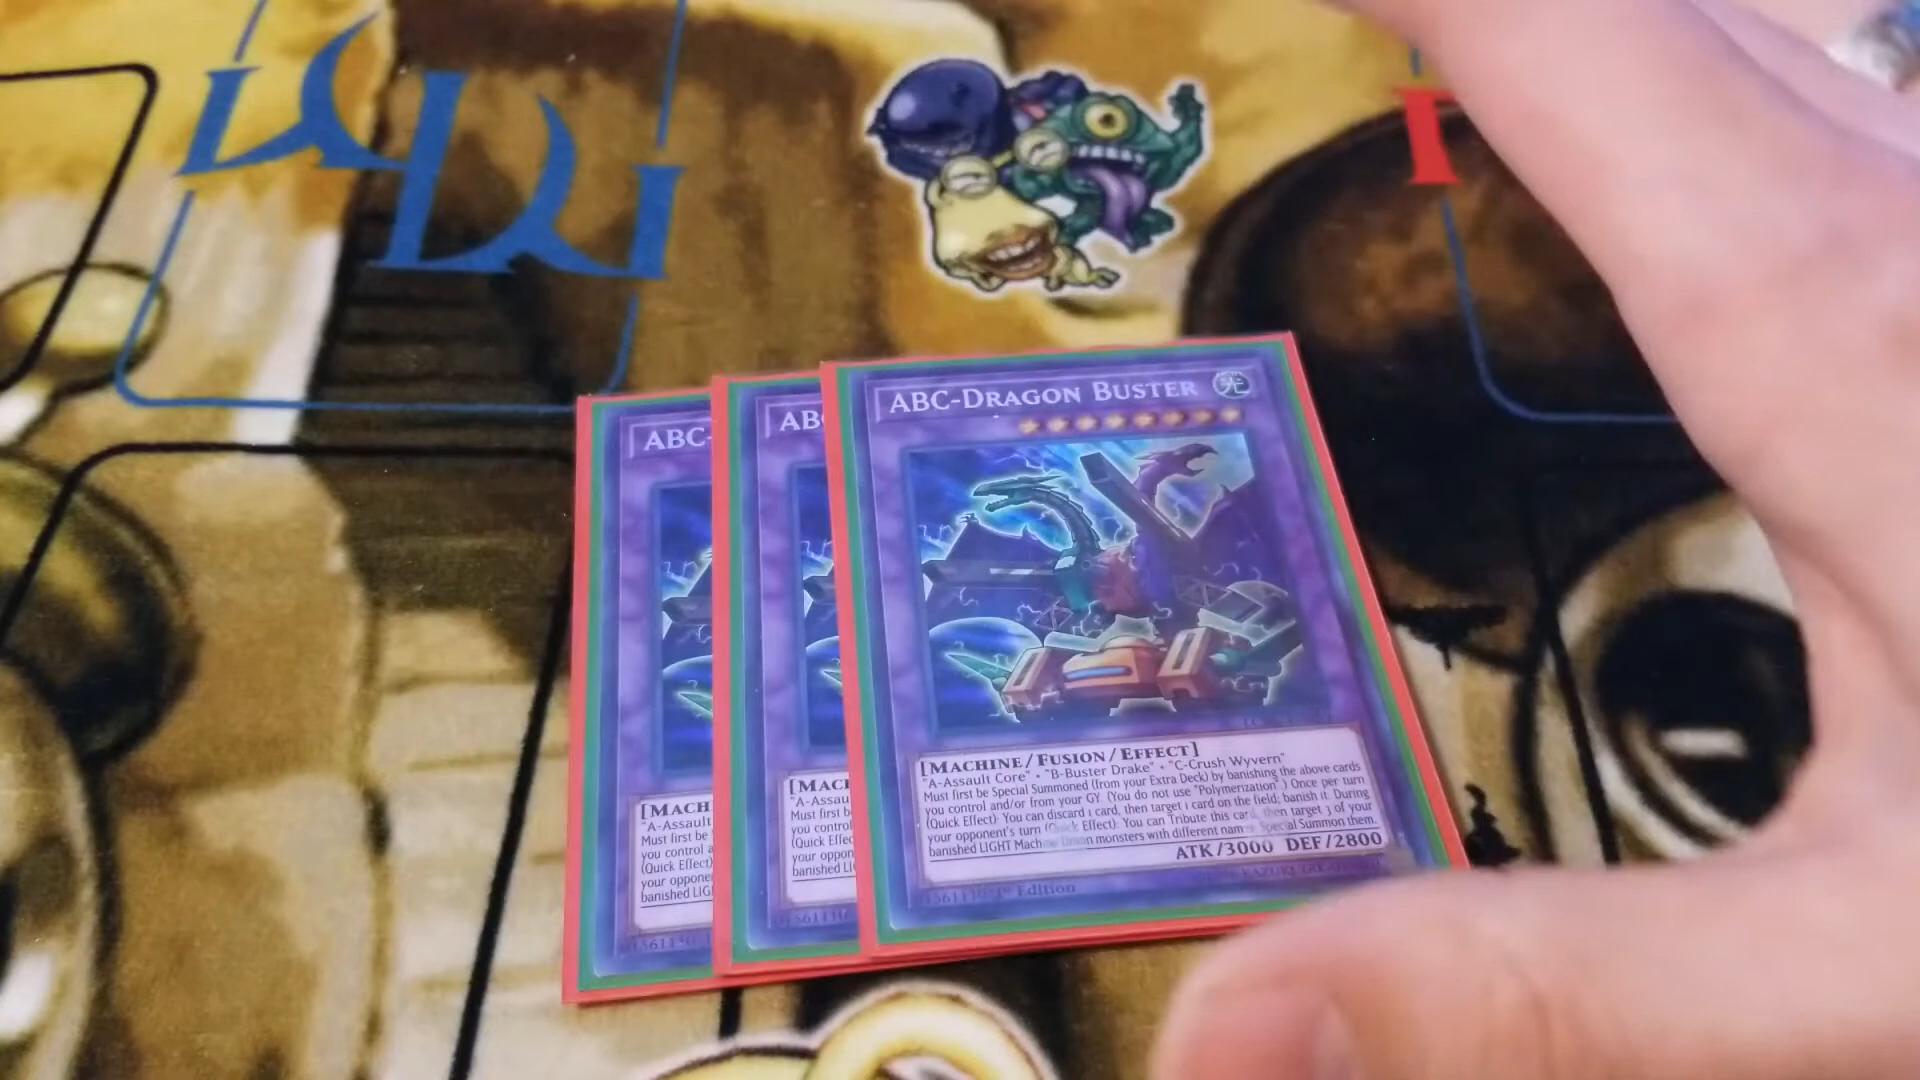 ABC-
[MACH
"A-Assault
Must first be
you control a
(Quick Effect)
your oppone
banished LIG
ABC
[MAC
"A-Assau
Must first b
you control
(Quick Effec
your oppon
banished LI
ABC-DRAGON BUSTER
光
[MACHINE/FUSION/EFFECT]
"A-Assault Core" • "B-Buster Drake" • "C-Crush Wyvern"
Must first be Special Summoned (from your Extra Deck) by banishing the above cards
you control and/or from your GY. (You do not use "Polymerization".) Once per turn
(Quick Effect): You can discard 1 card, then target 1 card on the field; banish it. During
your opponent's turn (Quick Effect): You can Tribute this card, then target 3 of your
banished LIGHT Machine Union monsters with different names; Special Summon them.
ATK/3000 DEF/2800
1st Edition